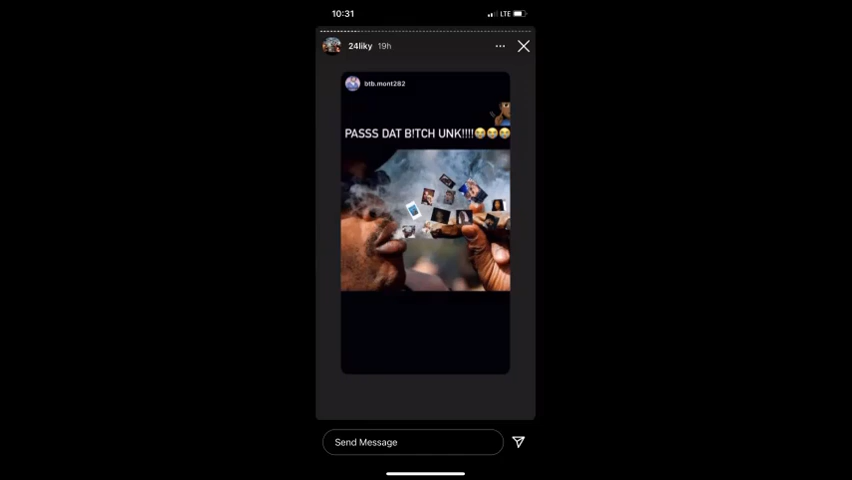 10:31 LTE
24liky 19h
btb.mont282
PASSS DAT B!TCH UNK!!!!😭😭😭
Send Message